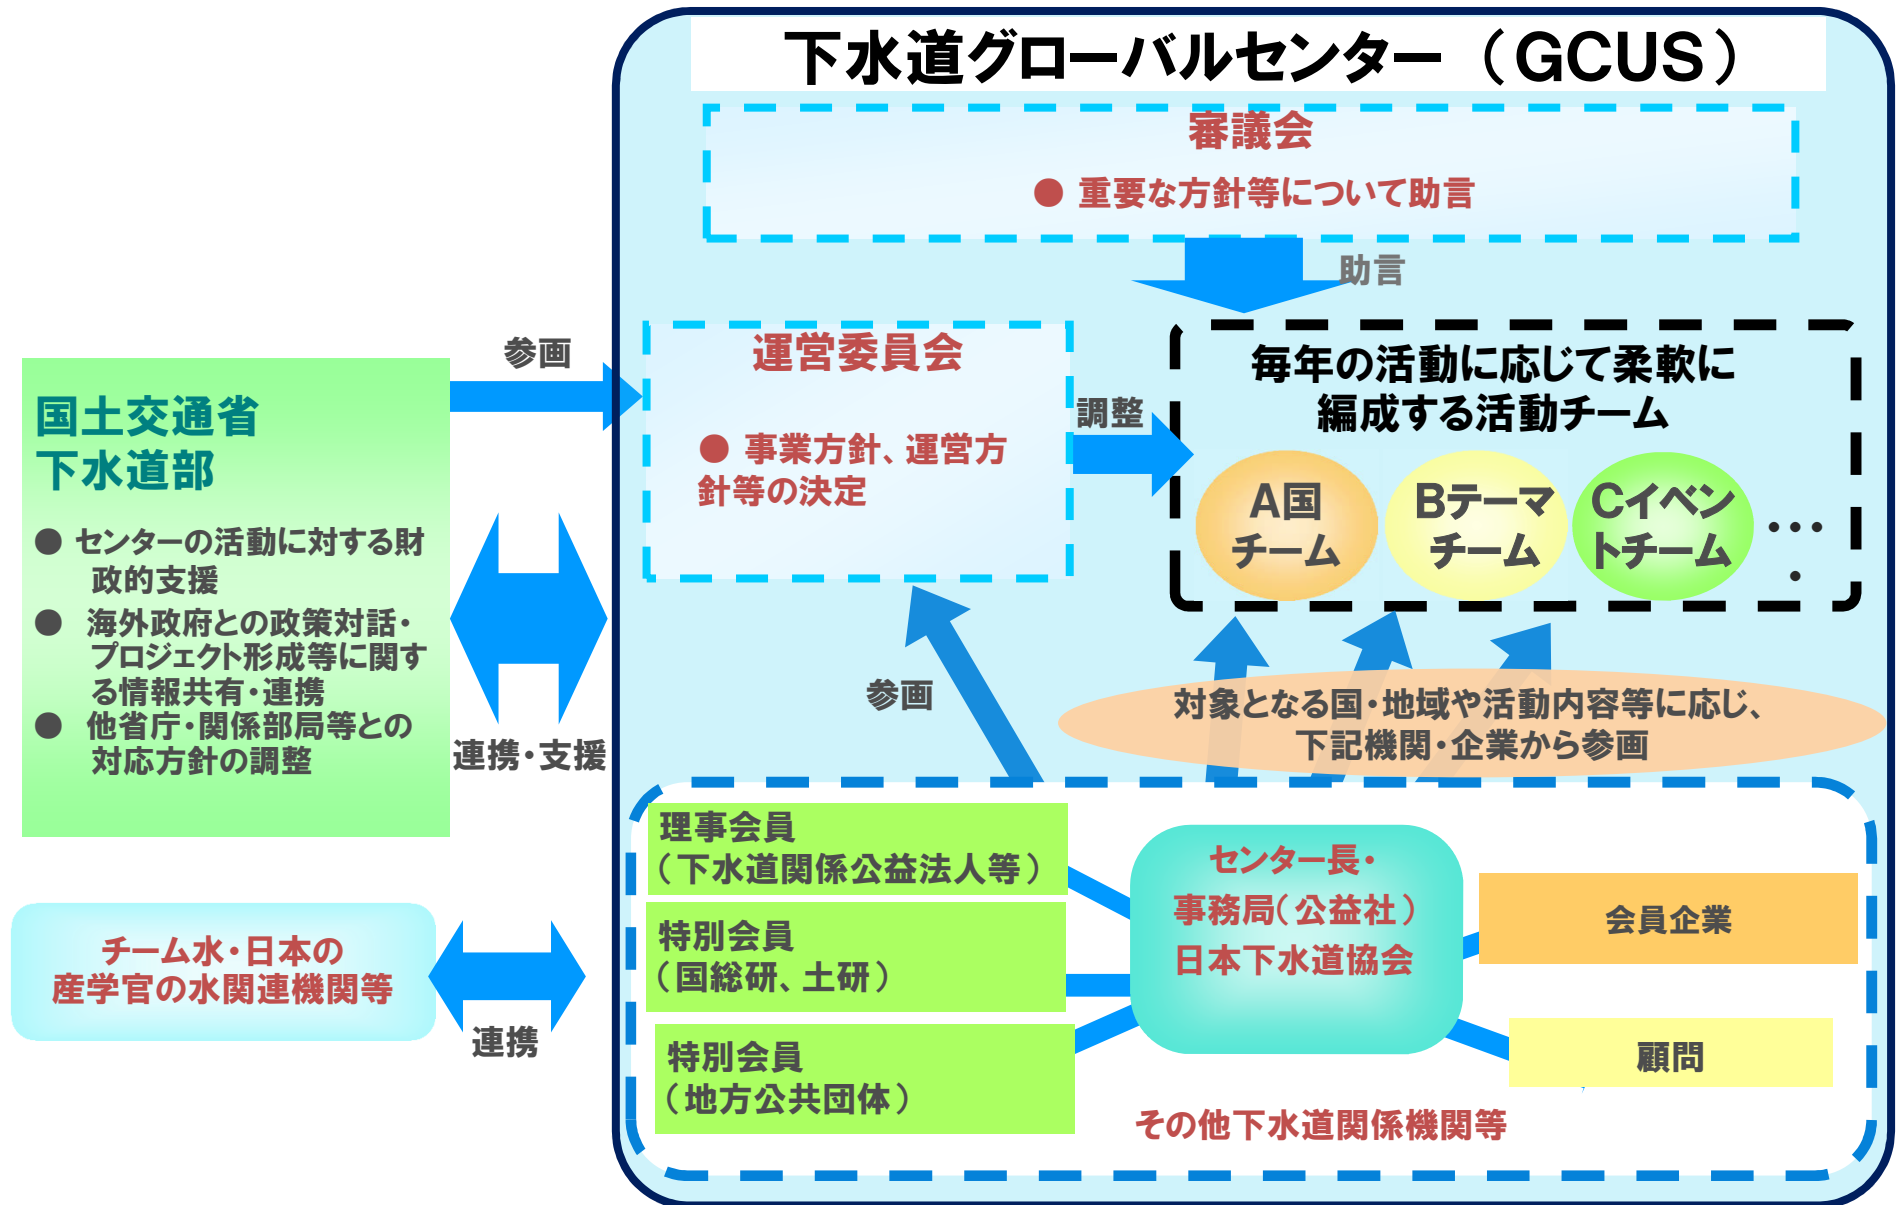 下水道グローバルセンター（GCUS）
審議会
● 重要な方針等について助言
助言
参画
運営委員会
● 事業方針、運営方
針等の決定
調整
毎年の活動に応じて柔軟に
編成する活動チーム
A国
チーム
Bテーマ
チーム
Cイベン
トチーム
・・・
・
国土交通省
下水道部
● センターの活動に対する財
政的支援
● 海外政府との政策対話・
プロジェクト形成等に関す
る情報共有・連携
● 他省庁・関係部局等との
対応方針の調整
連携・支援
参画
対象となる国・地域や活動内容等に応じ、
下記機関・企業から参画
理事会員
（下水道関係公益法人等）
特別会員
（国総研、土研）
特別会員
（地方公共団体）
センター長・
事務局（公益社）
日本下水道協会
会員企業
顧問
その他下水道関係機関等
チーム水・日本の
産学官の水関連機関等
連携